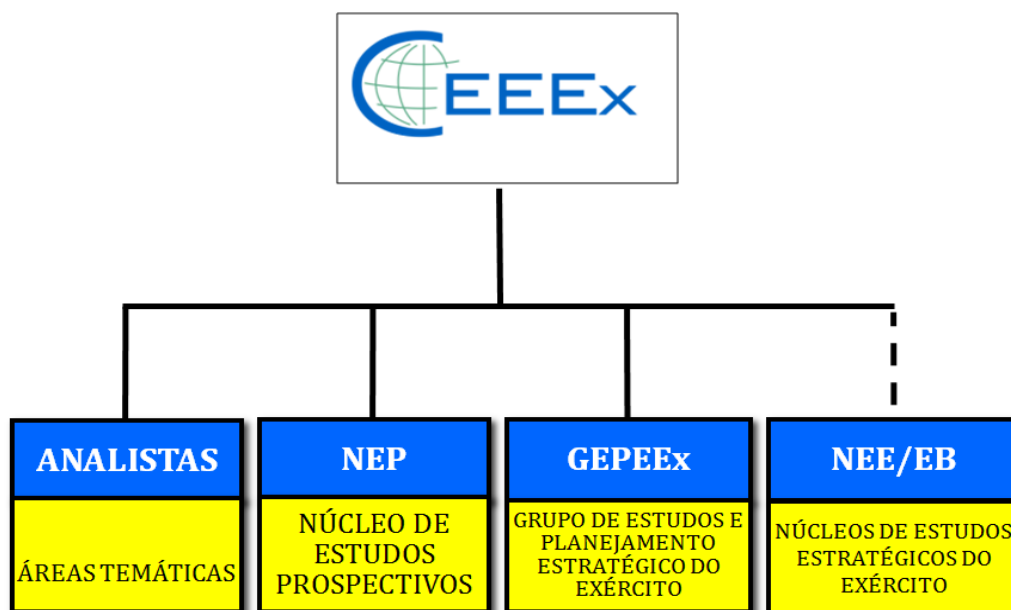 CEEEx
ANALISTAS
ÁREAS TEMÁTICAS
NEP
NÚCLEO DE
ESTUDOS
PROSPECTIVOS
GEPEEx
GRUPO DE ESTUDOS E
PLANEJAMENTO
ESTRATÉGICO DO
EXÉRCITO
NEE/EB
NÚCLEOS DE ESTUDOS
ESTRATÉGICOS DO
EXÉRCITO